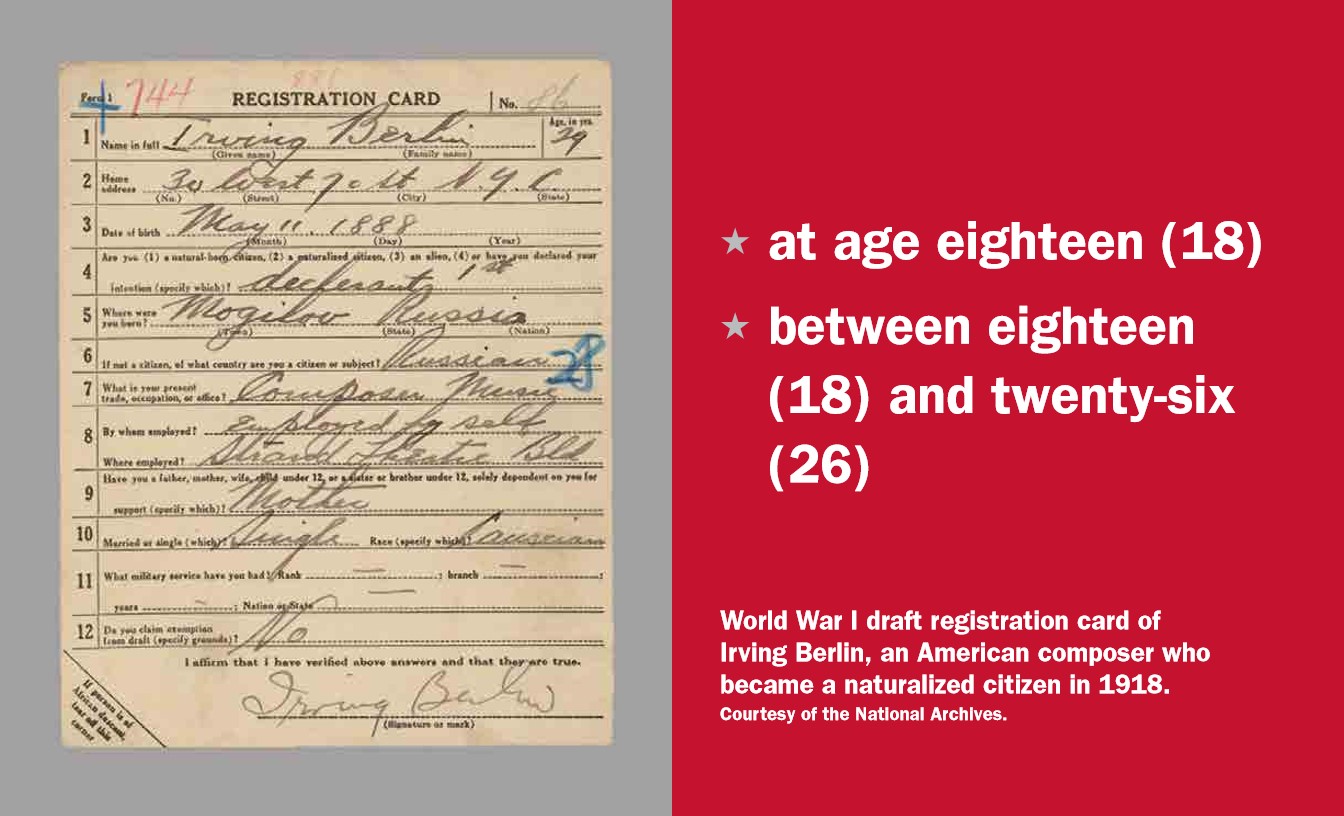 Form 1 744
REGISTRATION CARD No. 86
1 Name in full Irving Berlin Age, in yrs. 29
(Given name) (Family name)
2 Home address 30 West 70 St N.Y.C.
(No.) (Street) (City) (State)
3 Date of birth May 11. 1888
(Month) (Day) (Year)
4 Are you (1) a natural-born citizen, (2) a naturalized citizen, (3) an alien, (4) or have you declared your
intention (specify which)? 1st
5 Where were you born? Mogilov Russia
(Town) (State) (Nation)
6 If not a citizen, of what country are you a citizen or subject? Russian 28
7 What is your present trade, occupation, or office? Composer Music
8 By whom employed? Employed by self
Where employed? Strand Theatre Bld
9 Have you a father, mother, wife, child under 12, or a sister or brother under 12, solely dependent on you for
support (specify which)? Mother
10 Married or single (which)? Single Race (specify which)? Caucasian
11 What military service have you had? Rank — ; branch — ;
years — ; Nation or State —
12 Do you claim exemption from draft (specify grounds)? No
I affirm that I have verified above answers and that they are true.
Irving Berlin
(Signature or mark)
If person is of
African descent,
tear off this
corner
★ at age eighteen (18)
★ between eighteen
(18) and twenty-six
(26)
World War I draft registration card of
Irving Berlin, an American composer who
became a naturalized citizen in 1918.
Courtesy of the National Archives.